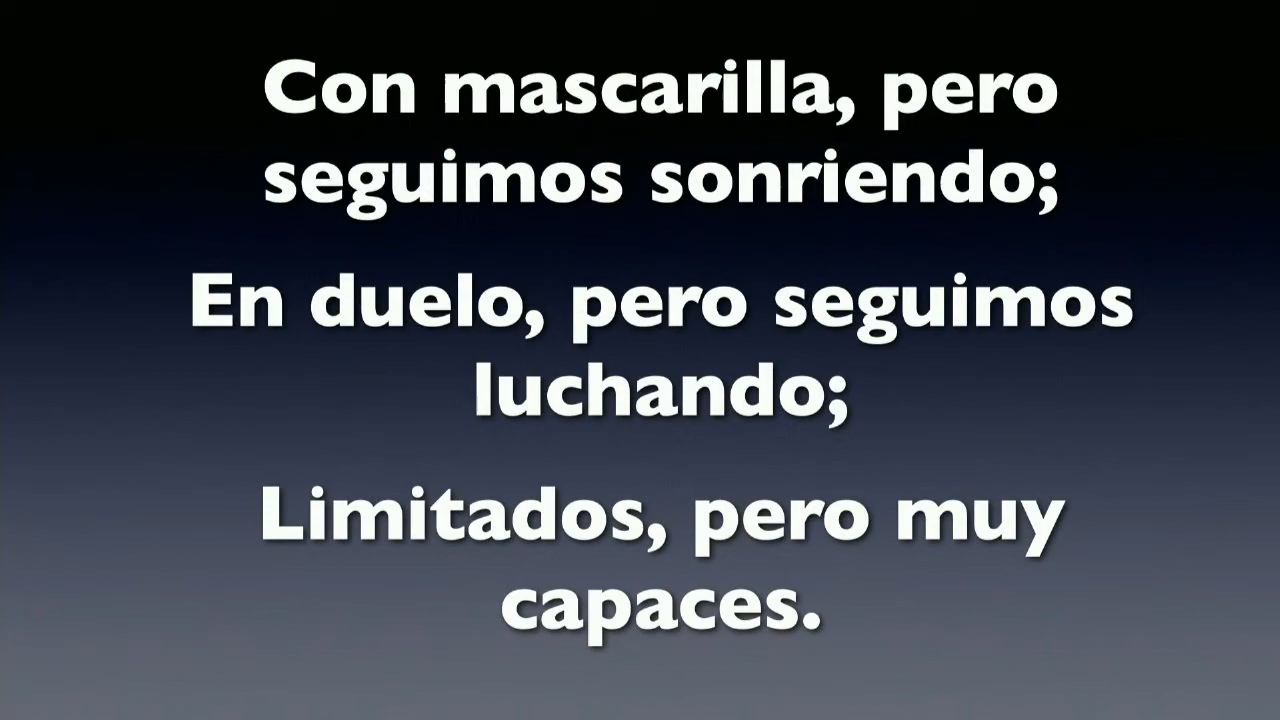 Con mascarilla, pero
seguimos sonriendo;
En duelo, pero seguimos
luchando;
Limitados, pero muy
capaces.